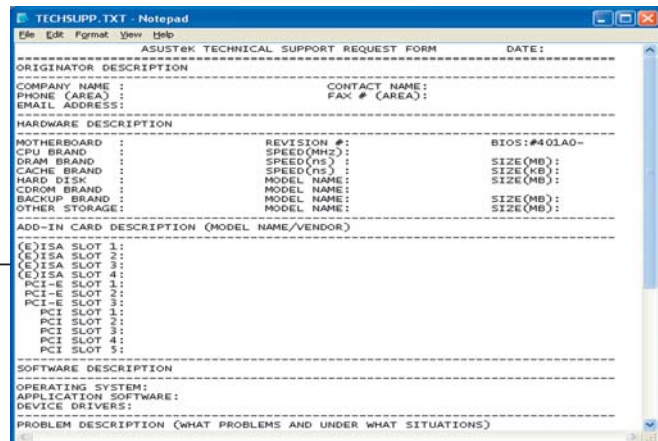 TECHSUPP.TXT - Notepad
File Edit Format View Help
ASUSTeK TECHNICAL SUPPORT REQUEST FORM DATE:
------------------------------------------------------------
ORIGINATOR DESCRIPTION
------------------------------------------------------------
COMPANY NAME : CONTACT NAME:
PHONE (AREA) : FAX # (AREA):
EMAIL ADDRESS:
------------------------------------------------------------
HARDWARE DESCRIPTION
------------------------------------------------------------
MOTHERBOARD : REVISION #: BIOS:#401A0-
CPU BRAND : SPEED(MHz):
DRAM BRAND : SPEED(ns) : SIZE(MB):
CACHE BRAND : SPEED(ns) : SIZE(KB):
HARD DISK : MODEL NAME: SIZE(MB):
CDROM BRAND : MODEL NAME:
BACKUP BRAND : MODEL NAME: SIZE(MB):
OTHER STORAGE: MODEL NAME: SIZE(MB):
------------------------------------------------------------
ADD-IN CARD DESCRIPTION (MODEL NAME/VENDOR)
------------------------------------------------------------
(E)ISA SLOT 1:
(E)ISA SLOT 2:
(E)ISA SLOT 3:
(E)ISA SLOT 4:
PCI-E SLOT 1:
PCI-E SLOT 2:
PCI-E SLOT 3:
PCI SLOT 1:
PCI SLOT 2:
PCI SLOT 3:
PCI SLOT 4:
PCI SLOT 5:
------------------------------------------------------------
SOFTWARE DESCRIPTION
------------------------------------------------------------
OPERATING SYSTEM:
APPLICATION SOFTWARE:
DEVICE DRIVERS:
------------------------------------------------------------
PROBLEM DESCRIPTION (WHAT PROBLEMS AND UNDER WHAT SITUATIONS)